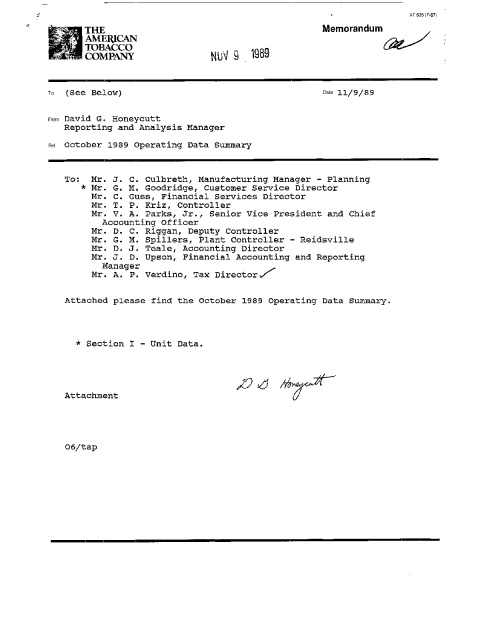 AT 605 (7-87)
THE
AMERICAN
TOBACCO
COMPANY
Memorandum
NOV 9 1989
To (See Below)
Date 11/9/89
From David G. Honeycutt
Reporting and Analysis Manager
Re: October 1989 Operating Data Summary
To: Mr. J. C. Culbreth, Manufacturing Manager - Planning
* Mr. G. M. Goodridge, Customer Service Director
Mr. C. Guss, Financial Services Director
Mr. T. P. Kriz, Controller
Mr. V. A. Parks, Jr., Senior Vice President and Chief
Accounting Officer
Mr. D. C. Riggan, Deputy Controller
Mr. G. M. Spillers, Plant Controller - Reidsville
Mr. D. J. Teale, Accounting Director
Mr. J. D. Upson, Financial Accounting and Reporting
Manager
Mr. A. P. Verdino, Tax Director ✓
Attached please find the October 1989 Operating Data Summary.
* Section I - Unit Data.
D G Honeycutt
Attachment
06/tap